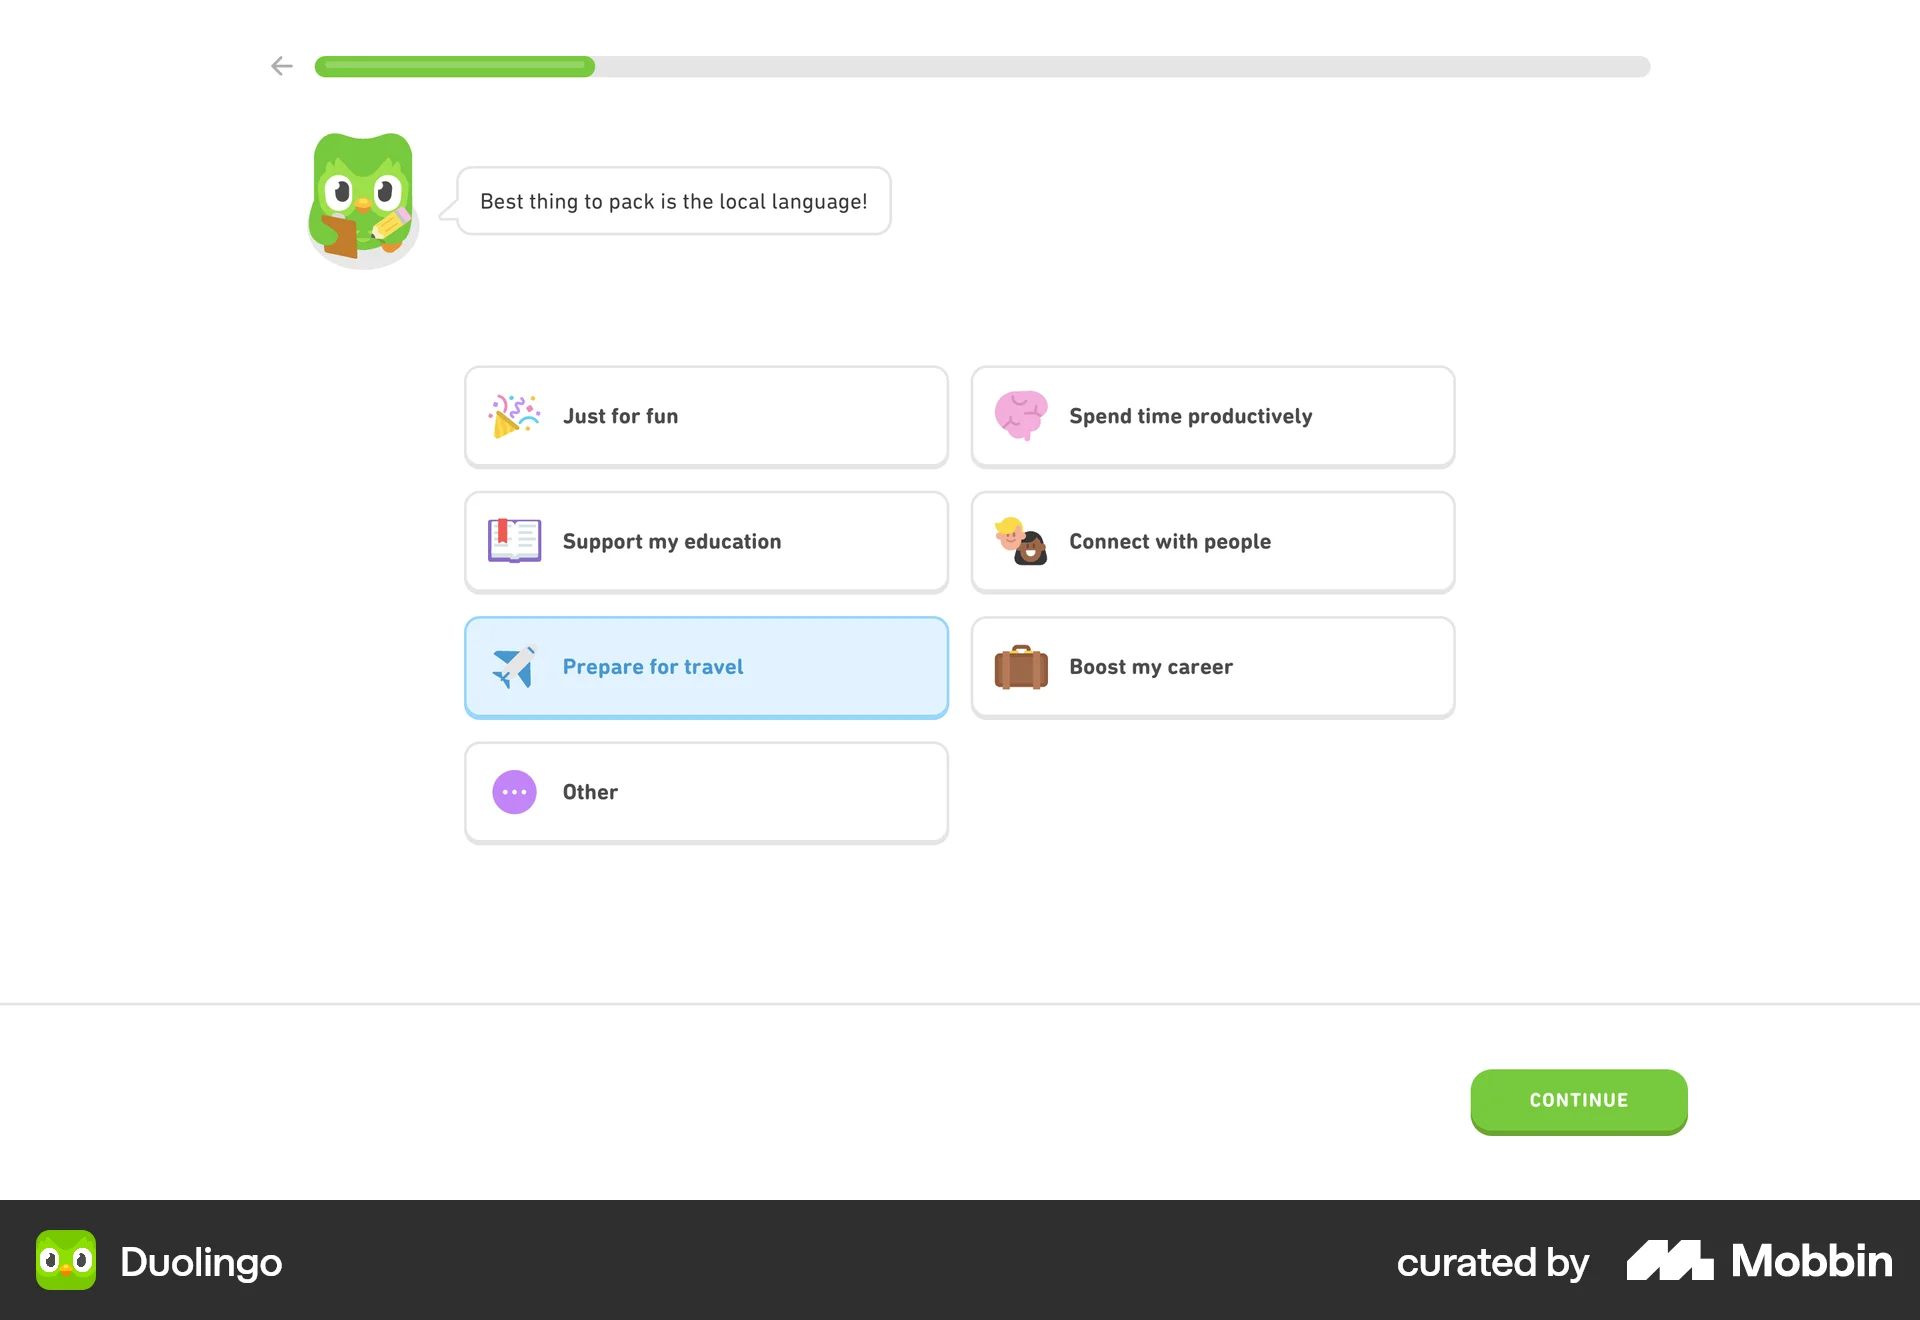 Best thing to pack is the local language!
Just for fun
Spend time productively
Support my education
Connect with people
Prepare for travel
Boost my career
Other
CONTINUE
Duolingo
curated by Mobbin